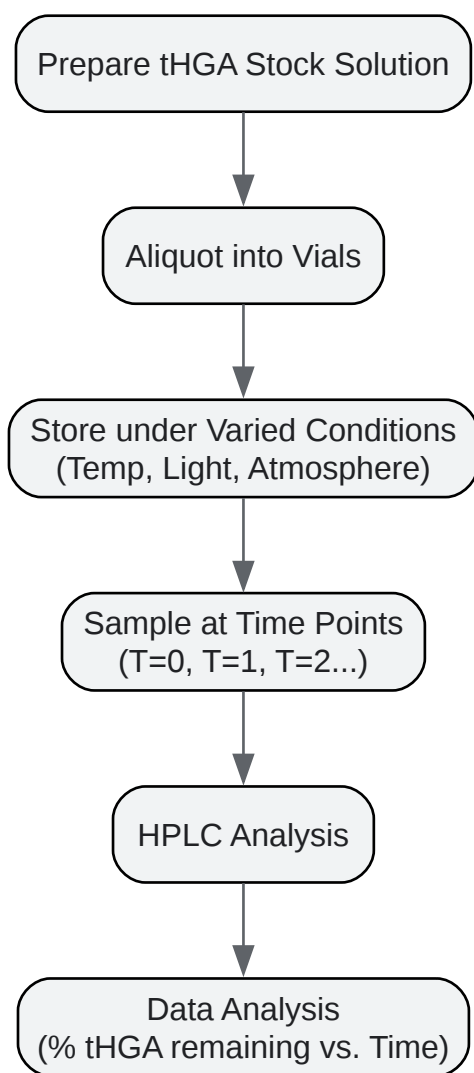 Prepare tHGA Stock Solution
Aliquot into Vials
Store under Varied Conditions
(Temp, Light, Atmosphere)
Sample at Time Points
(T=0, T=1, T=2...)
HPLC Analysis
Data Analysis
(% tHGA remaining vs. Time)